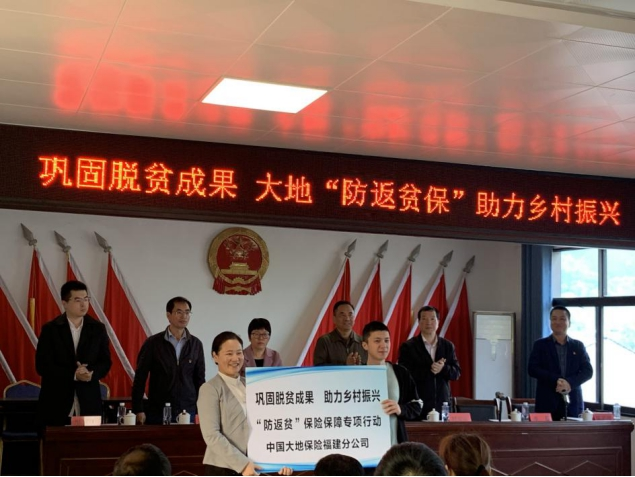 巩固脱贫成果 大地“防返贫保”助力乡村振兴
巩固脱贫成果 助力乡村振兴
“防返贫”保险保障专项行动
中国大地保险福建分公司